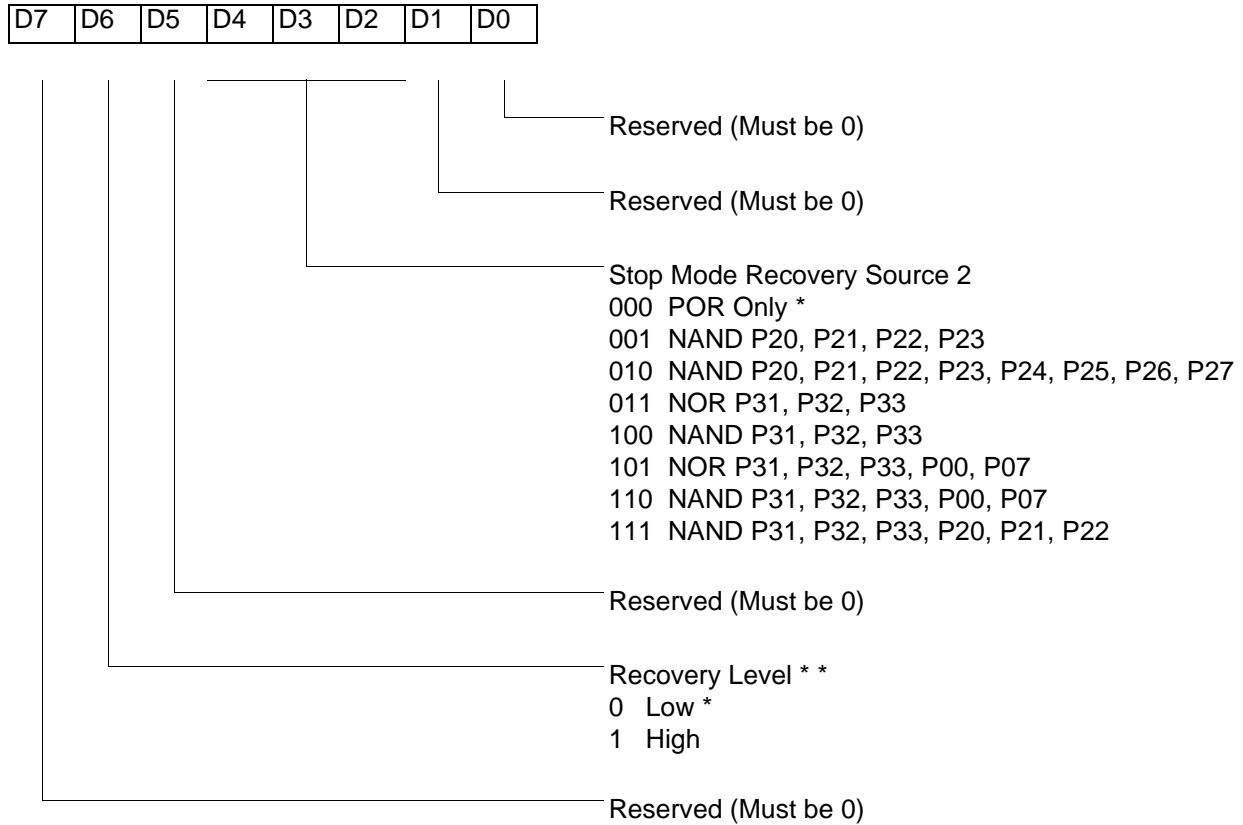 D7 D6 D5 D4 D3 D2 D1 D0
Reserved (Must be 0)
Reserved (Must be 0)
Stop Mode Recovery Source 2
000 POR Only *
001 NAND P20, P21, P22, P23
010 NAND P20, P21, P22, P23, P24, P25, P26, P27
011 NOR P31, P32, P33
100 NAND P31, P32, P33
101 NOR P31, P32, P33, P00, P07
110 NAND P31, P32, P33, P00, P07
111 NAND P31, P32, P33, P20, P21, P22
Reserved (Must be 0)
Recovery Level * *
0 Low *
1 High
Reserved (Must be 0)